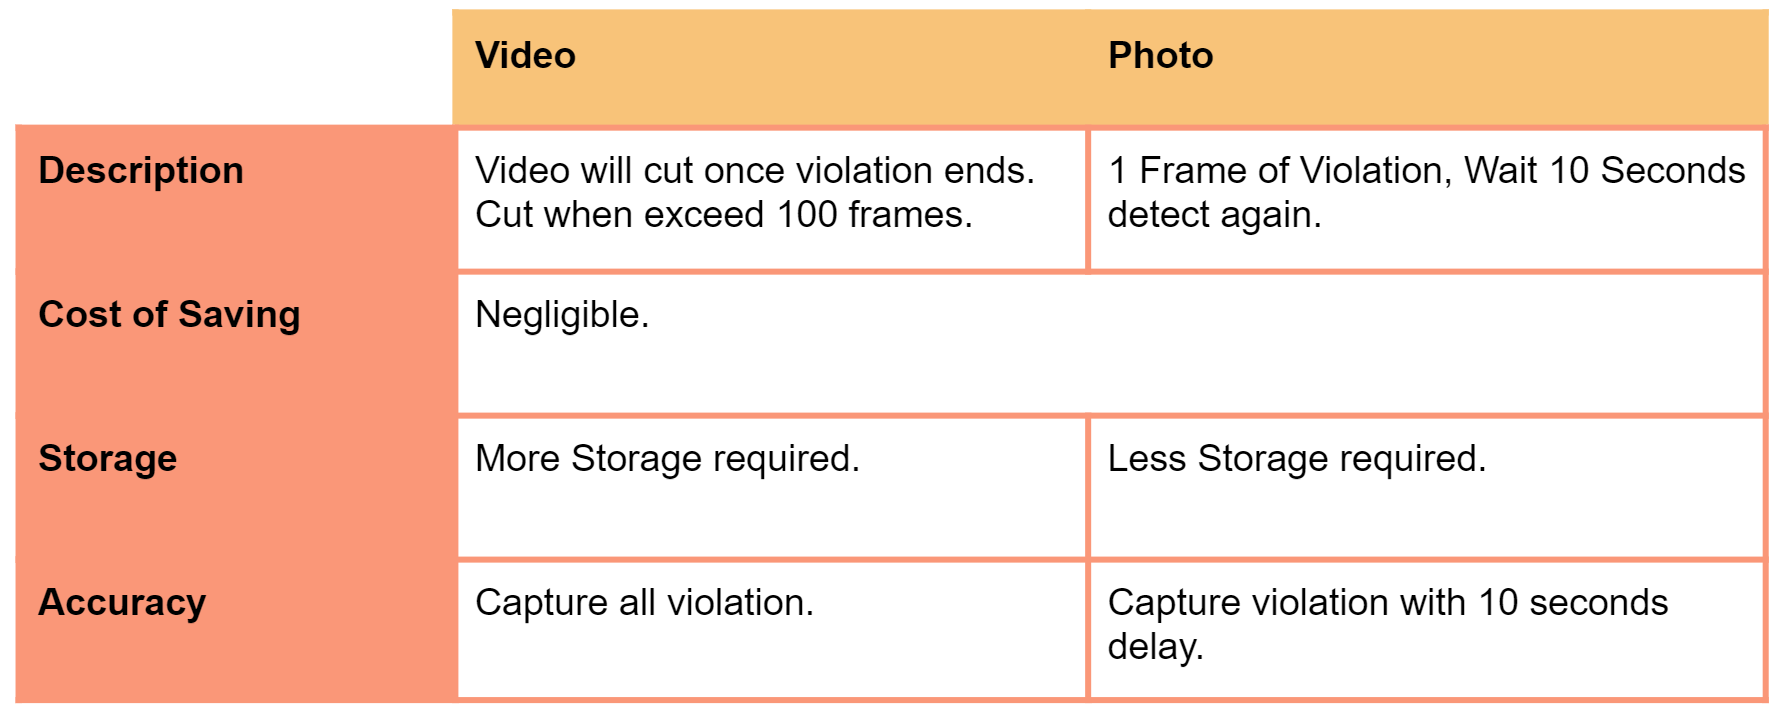 Video
Photo
Description
Video will cut once violation ends.
Cut when exceed 100 frames.
1 Frame of Violation, Wait 10 Seconds
detect again.
Cost of Saving
Negligible.
Storage
More Storage required.
Less Storage required.
Accuracy
Capture all violation.
Capture violation with 10 seconds
delay.